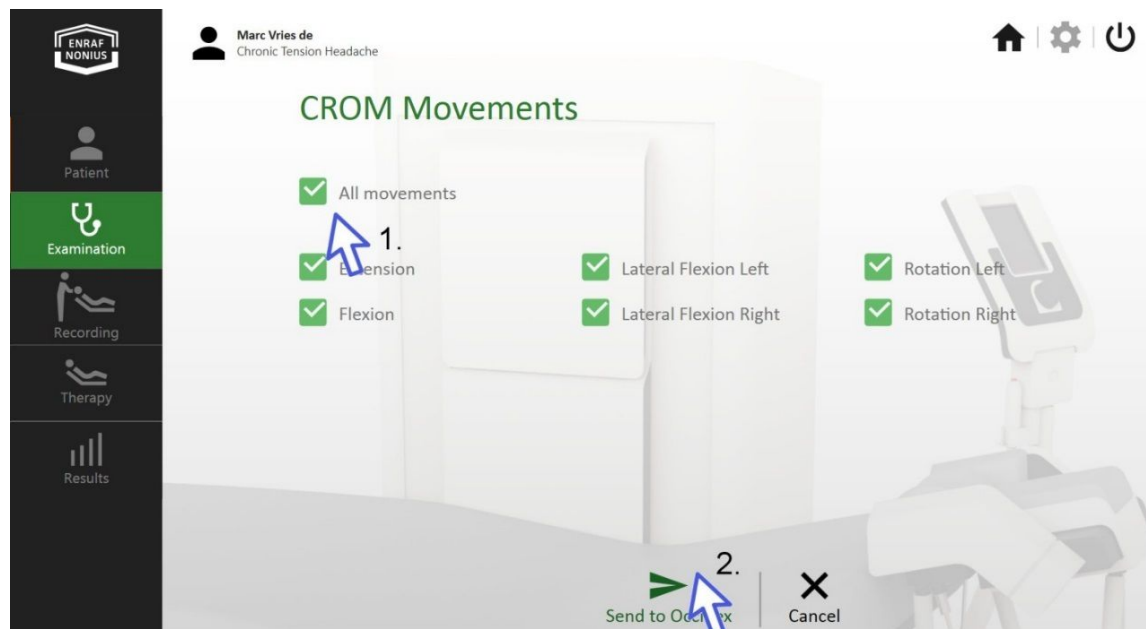 ENRAF
NONIUS
Marc Vries de
Chronic Tension Headache
CROM Movements
Patient
All movements
1.
Examination
Lateral Flexion Left
Rotation Left
Flexion
Lateral Flexion Right
Rotation Right
Recording
Therapy
Results
2.
Send to
Cancel